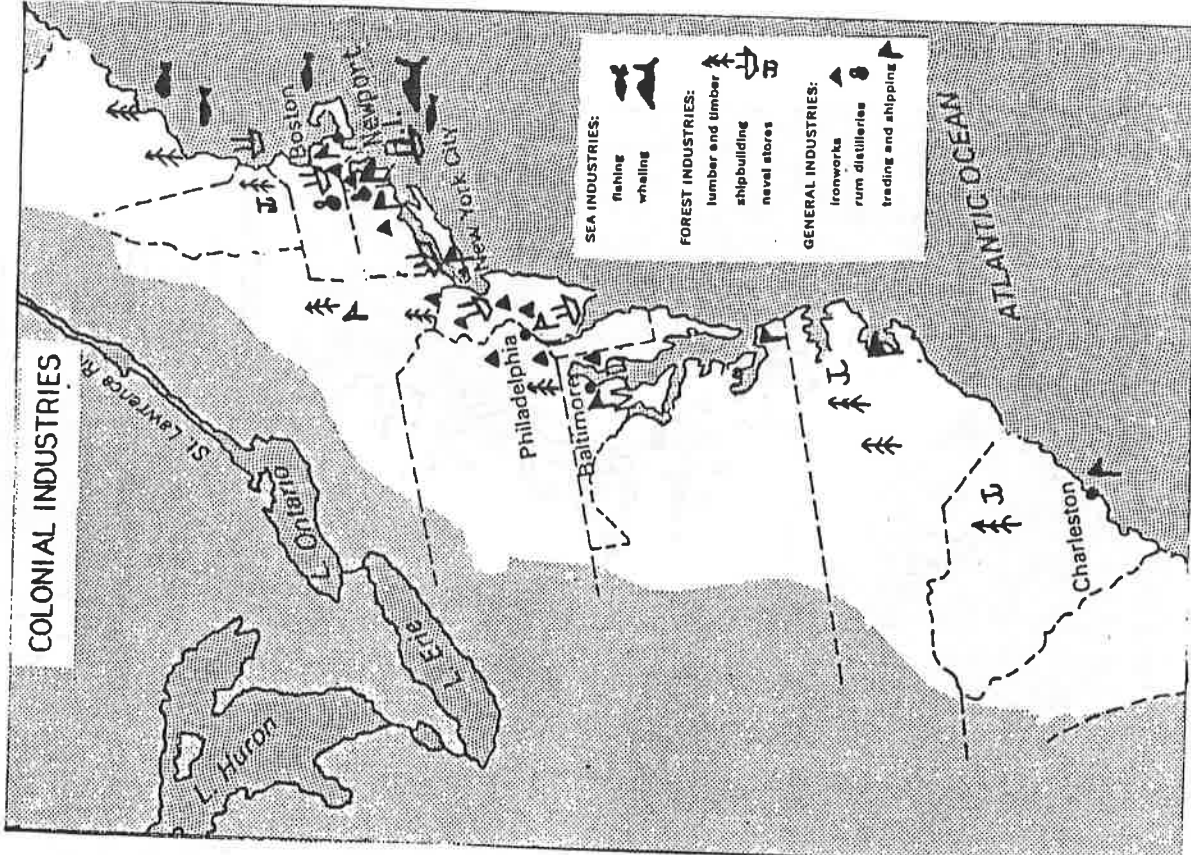 COLONIAL INDUSTRIES
St. Lawrence R.
L. Ontario
L. Huron
L. Erie
Boston
Newport
R.I.
New York City
Philadelphia
Baltimore
Charleston
ATLANTIC OCEAN
SEA INDUSTRIES:
fishing
whaling
FOREST INDUSTRIES:
lumber and timber
shipbuilding
naval stores
GENERAL INDUSTRIES:
ironworks
rum distilleries
trading and shipping